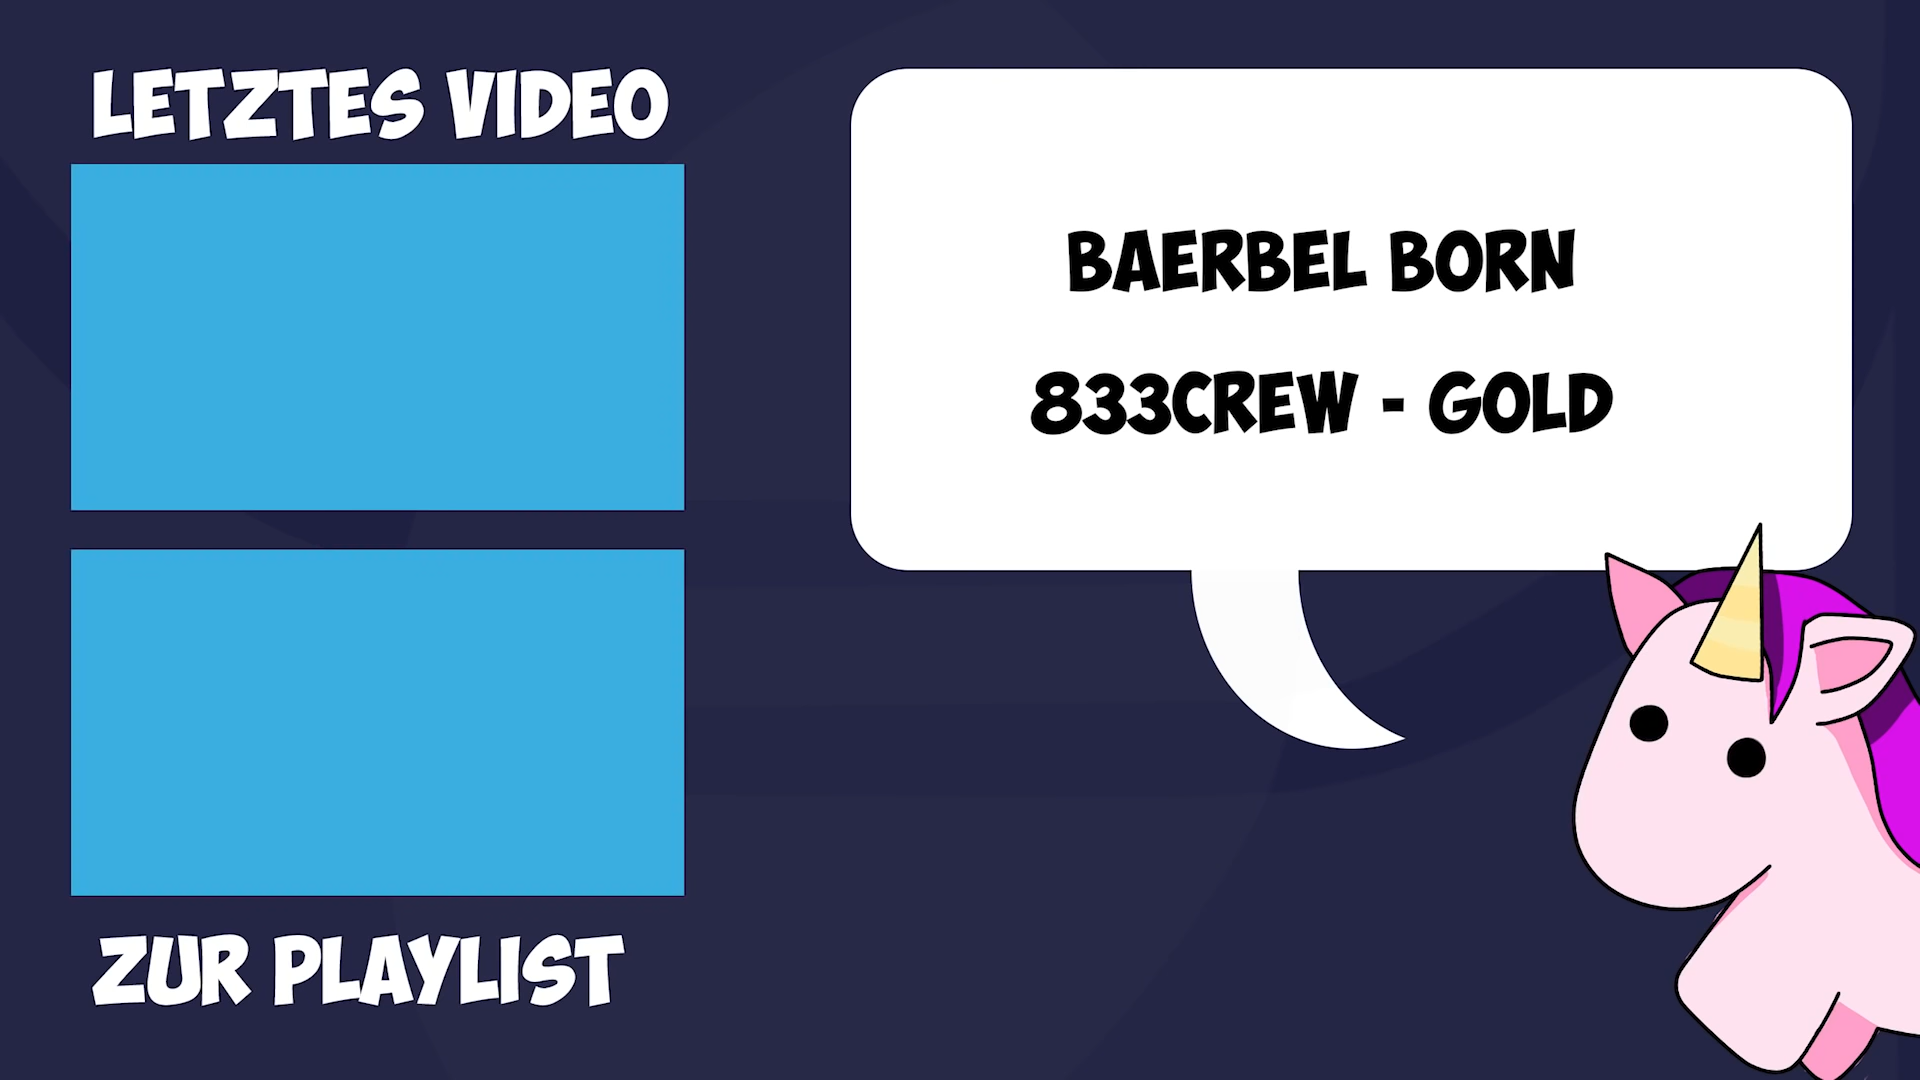 LETZTES VIDEO
BAERBEL BORN
833CREW - GOLD
ZUR PLAYLIST